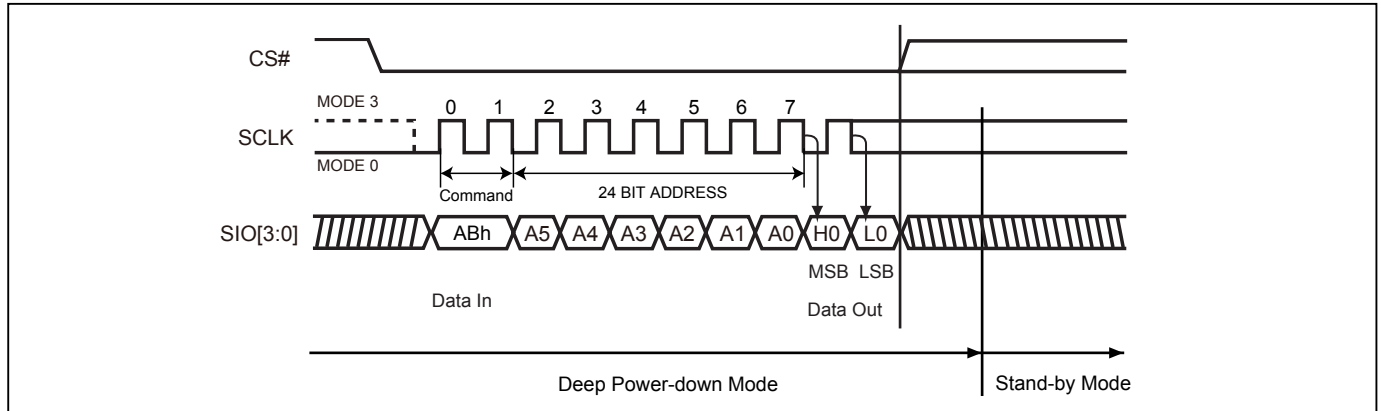 CS#
MODE 3
0 1 2 3 4 5 6 7
SCLK
MODE 0
Command
24 BIT ADDRESS
SIO[3:0]
ABh A5 A4 A3 A2 A1 A0 H0 L0
MSB LSB
Data In
Data Out
Deep Power-down Mode
Stand-by Mode